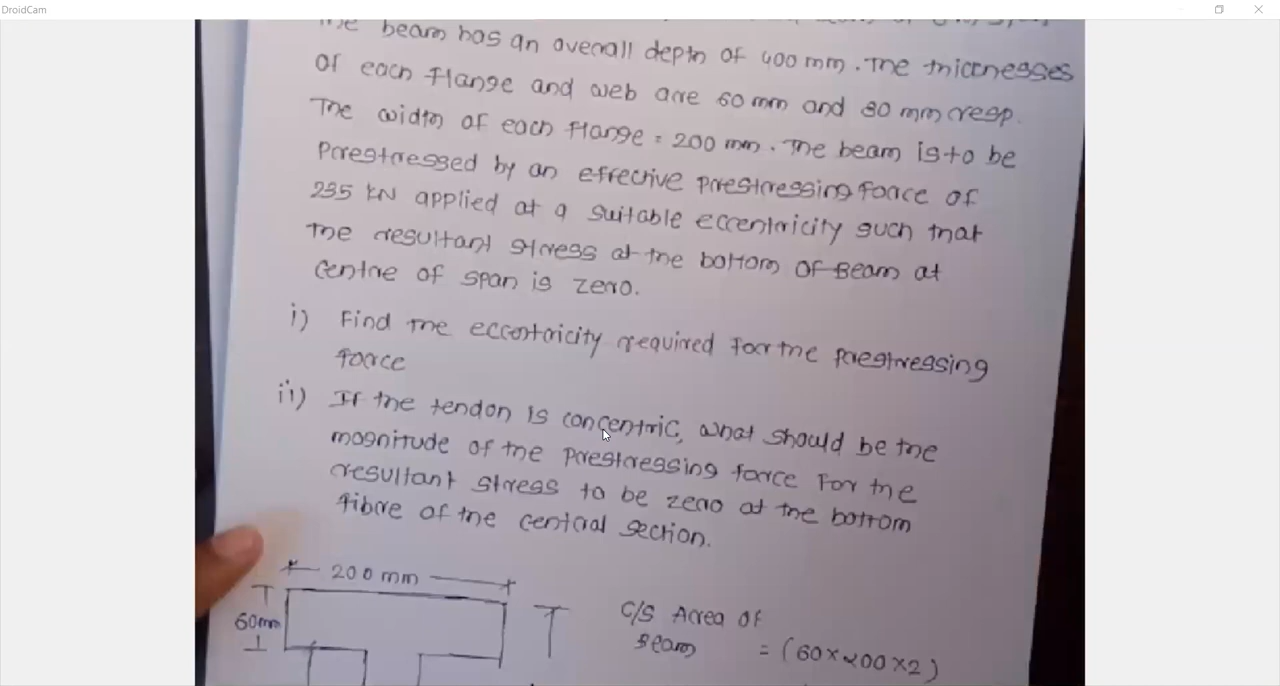 DroidCam
The beam has an overall depth of 400 mm. The thicknesses
of each flange and web are 60 mm and 80 mm resp.
The width of each flange = 200 mm. The beam is to be
Prestressed by an effective prestressing force of
235 kN applied at a suitable eccentricity such that
the resultant stress at the bottom of Beam at
centre of span is zero.
i) Find the eccentricity required for the prestressing
force
ii) If the tendon is concentric, what should be the
magnitude of the prestressing force for the
resultant stress to be zero at the bottom
fibre of the central section.
200 mm
60mm
C/S Area of
Beam
= (60×200×2)